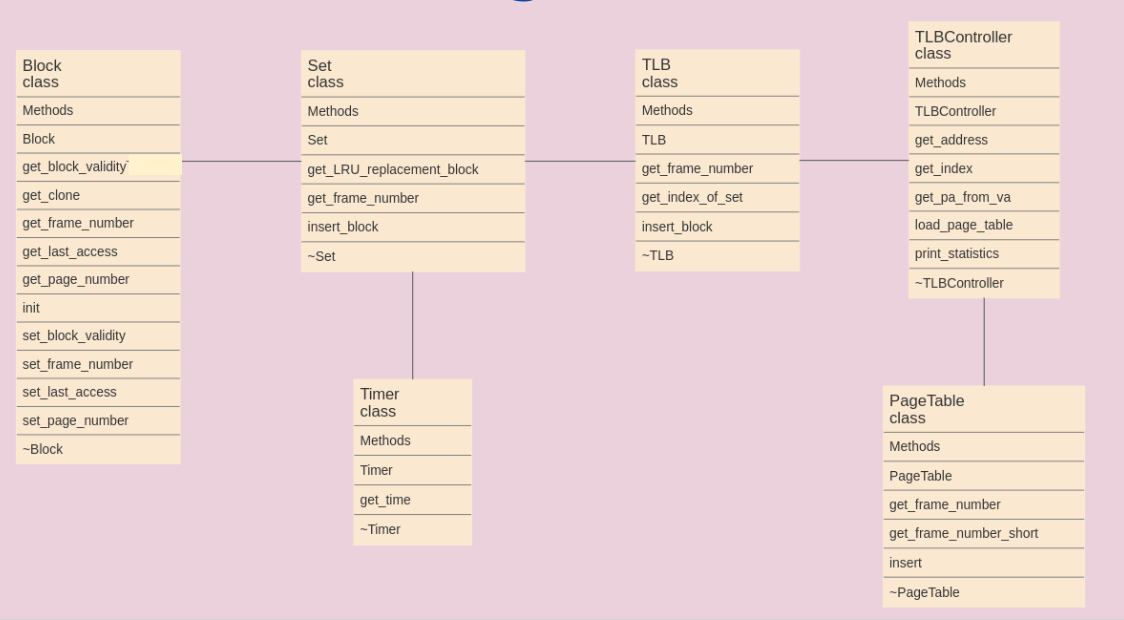 Block
class
Methods
Block
get_block_validity
get_clone
get_frame_number
get_last_access
get_page_number
init
set_block_validity
set_frame_number
set_last_access
set_page_number
~Block
Set
class
Methods
Set
get_LRU_replacement_block
get_frame_number
insert_block
~Set
Timer
class
Methods
Timer
get_time
~Timer
TLB
class
Methods
TLB
get_frame_number
get_index_of_set
insert_block
~TLB
TLBController
class
Methods
TLBController
get_address
get_index
get_pa_from_va
load_page_table
print_statistics
~TLBController
PageTable
class
Methods
PageTable
get_frame_number
get_frame_number_short
insert
~PageTable